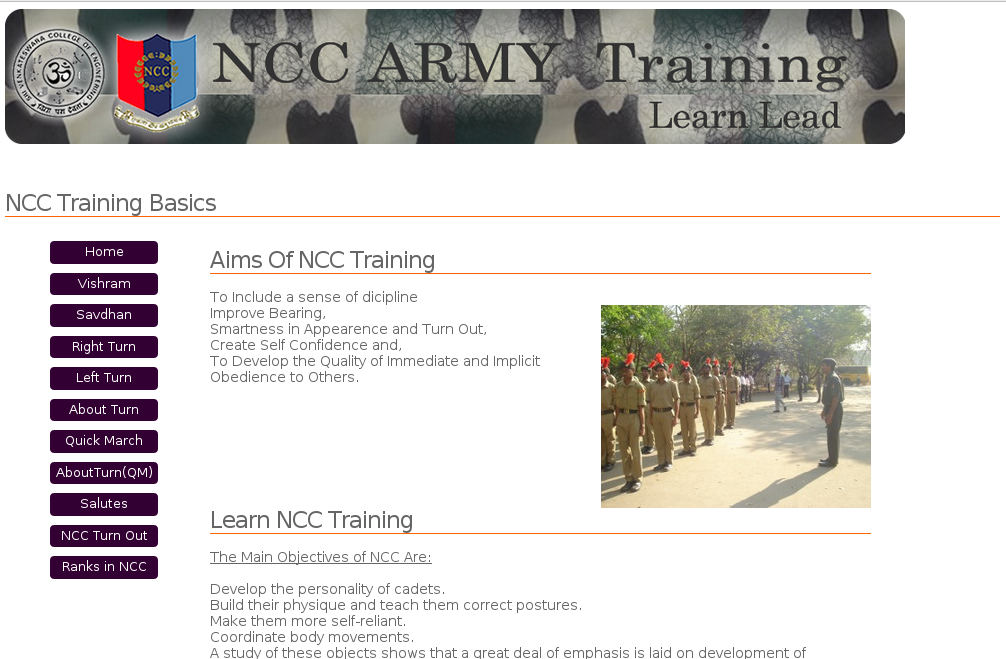 SRI VENKATESWARA COLLEGE OF ENGINEERING
NCC
NCC ARMY Training
Learn Lead
NCC Training Basics
Home
Vishram
Savdhan
Right Turn
Left Turn
About Turn
Quick March
AboutTurn(QM)
Salutes
NCC Turn Out
Ranks in NCC
Aims Of NCC Training
To Include a sense of dicipline
Improve Bearing,
Smartness in Appearence and Turn Out,
Create Self Confidence and,
To Develop the Quality of Immediate and Implicit
Obedience to Others.
Learn NCC Training
The Main Objectives of NCC Are:
Develop the personality of cadets.
Build their physique and teach them correct postures.
Make them more self-reliant.
Coordinate body movements.
A study of these objects shows that a great deal of emphasis is laid on development of